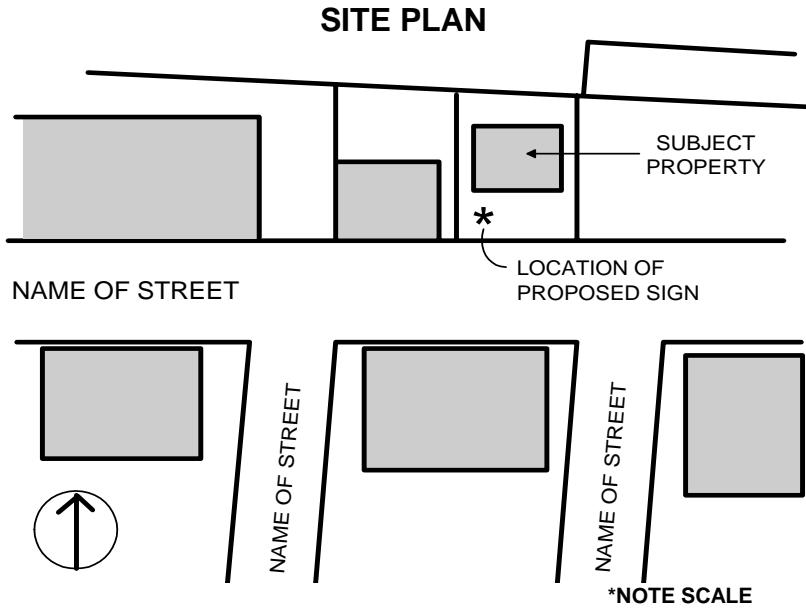 SITE PLAN
SUBJECT
PROPERTY
*
LOCATION OF
PROPOSED SIGN
NAME OF STREET
NAME OF STREET
NAME OF STREET
*NOTE SCALE